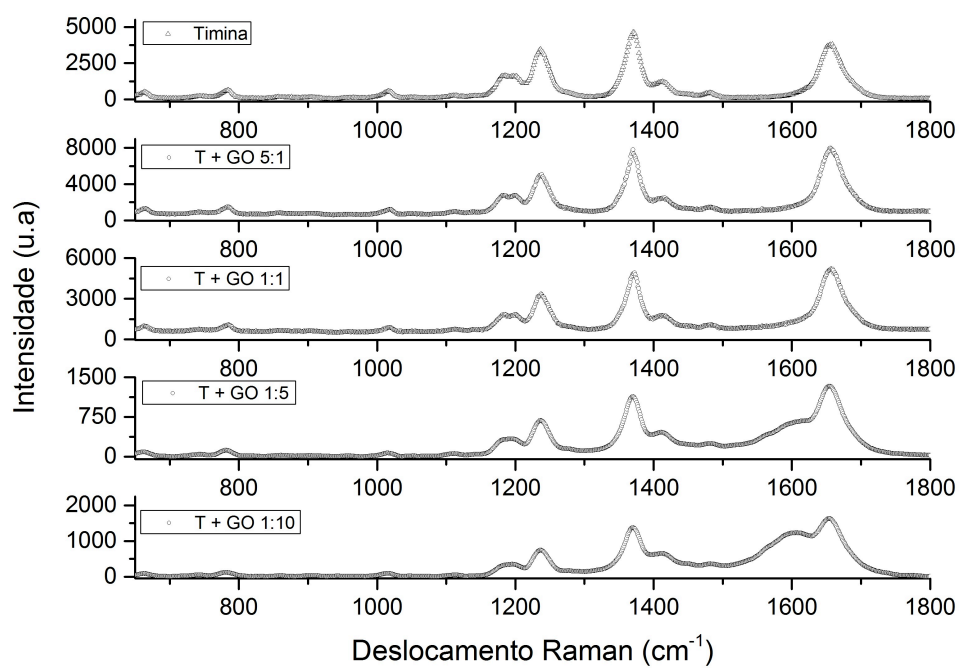 5000
2500
0
Timina
800 1000 1200 1400 1600 1800
8000
4000
0
T + GO 5:1
800 1000 1200 1400 1600 1800
6000
3000
0
T + GO 1:1
800 1000 1200 1400 1600 1800
1500
750
0
T + GO 1:5
800 1000 1200 1400 1600 1800
2000
1000
0
T + GO 1:10
800 1000 1200 1400 1600 1800
Intensidade (u.a)
Deslocamento Raman (cm⁻¹)